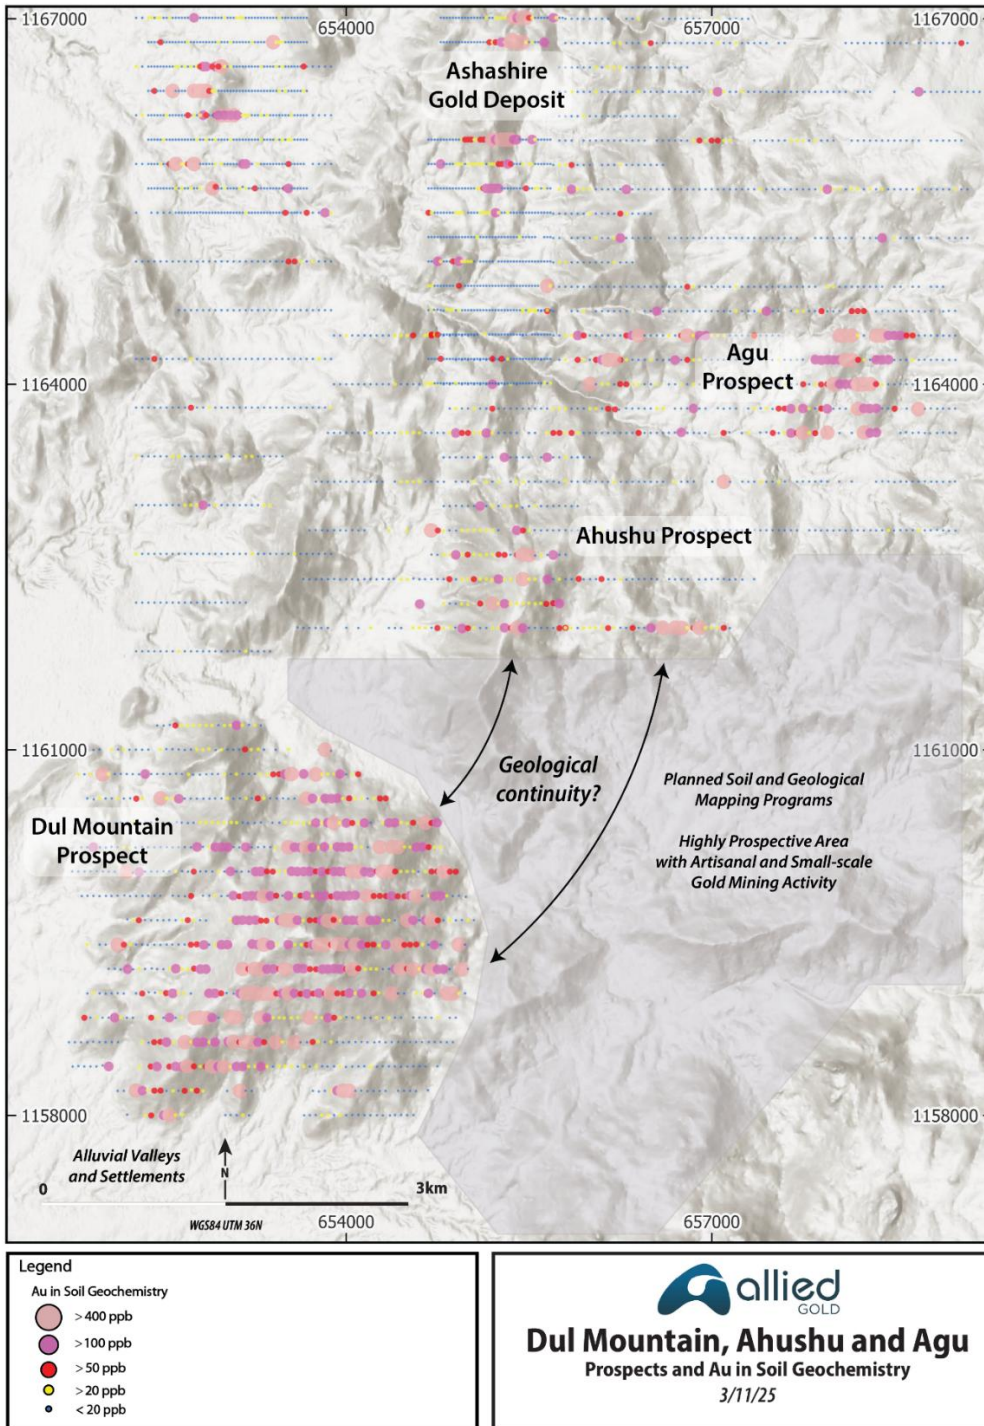 1167000
654000
657000
1167000
Ashashire
Gold Deposit
Agu
Prospect
1164000
1164000
Ahushu Prospect
1161000
1161000
Geological
continuity?
Planned Soil and Geological
Mapping Programs
Highly Prospective Area
with Artisanal and Small-scale
Gold Mining Activity
Dul Mountain
Prospect
1158000
1158000
Alluvial Valleys
and Settlements
N
0
3km
WGS84 UTM 36N
654000
657000
Legend
Au in Soil Geochemistry
>400 ppb
>100 ppb
>50 ppb
>20 ppb
< 20 ppb
allied
GOLD
Dul Mountain, Ahushu and Agu
Prospects and Au in Soil Geochemistry
3/11/25